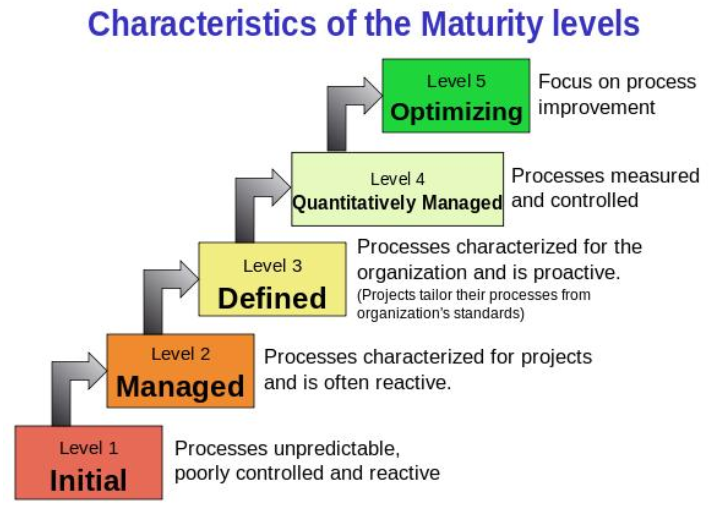 Characteristics of the Maturity levels
Level 5
Optimizing
Focus on process
improvement
Level 4
Quantitatively Managed
Processes measured
and controlled
Level 3
Defined
Processes characterized for the
organization and is proactive.
(Projects tailor their processes from
organization's standards)
Level 2
Managed
Processes characterized for projects
and is often reactive.
Level 1
Initial
Processes unpredictable,
poorly controlled and reactive